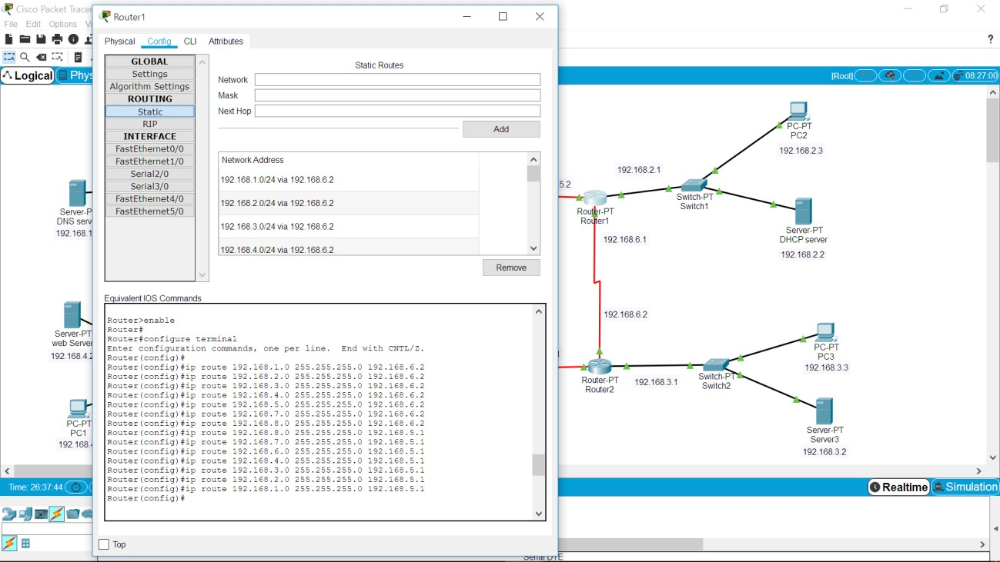 Cisco Packet Tracer
Router1
File Edit Options
Physical Config CLI Attributes
GLOBAL
Settings
Algorithm Settings
ROUTING
Static
RIP
INTERFACE
FastEthernet0/0
FastEthernet1/0
Serial2/0
Serial3/0
FastEthernet4/0
FastEthernet5/0
Static Routes
Network
Mask
Next Hop
Add
Network Address
192.168.1.0/24 via 192.168.6.2
192.168.2.0/24 via 192.168.6.2
192.168.3.0/24 via 192.168.6.2
192.168.4.0/24 via 192.168.6.2
Remove
Equivalent IOS Commands
Router>enable
Router#
Router#configure terminal
Enter configuration commands, one per line. End with CNTL/Z.
Router(config)#
Router(config)#ip route 192.168.1.0 255.255.255.0 192.168.6.2
Router(config)#ip route 192.168.2.0 255.255.255.0 192.168.6.2
Router(config)#ip route 192.168.3.0 255.255.255.0 192.168.6.2
Router(config)#ip route 192.168.4.0 255.255.255.0 192.168.6.2
Router(config)#ip route 192.168.5.0 255.255.255.0 192.168.6.2
Router(config)#ip route 192.168.7.0 255.255.255.0 192.168.6.2
Router(config)#ip route 192.168.8.0 255.255.255.0 192.168.6.2
Router(config)#ip route 192.168.8.0 255.255.255.0 192.168.5.1
Router(config)#ip route 192.168.7.0 255.255.255.0 192.168.5.1
Router(config)#ip route 192.168.6.0 255.255.255.0 192.168.5.1
Router(config)#ip route 192.168.4.0 255.255.255.0 192.168.5.1
Router(config)#ip route 192.168.3.0 255.255.255.0 192.168.5.1
Router(config)#ip route 192.168.2.0 255.255.255.0 192.168.5.1
Router(config)#ip route 192.168.1.0 255.255.255.0 192.168.5.1
Router(config)#
Top
Logical Phys
[Root] 08:27:00
Server-P
DNS serv
192.168.1
Server-PT
web Server
192.168.4.2
PC-PT
PC1
192.168.4
5.2
Router-PT
Router1
192.168.2.1
Switch-PT
Switch1
PC-PT
PC2
192.168.2.3
Server-PT
DHCP server
192.168.2.2
192.168.6.1
192.168.6.2
Router-PT
Router2
192.168.3.1
Switch-PT
Switch2
PC-PT
PC3
192.168.3.3
Server-PT
Server3
192.168.3.2
Time: 26:37:44
Realtime Simulation
Serial DTE